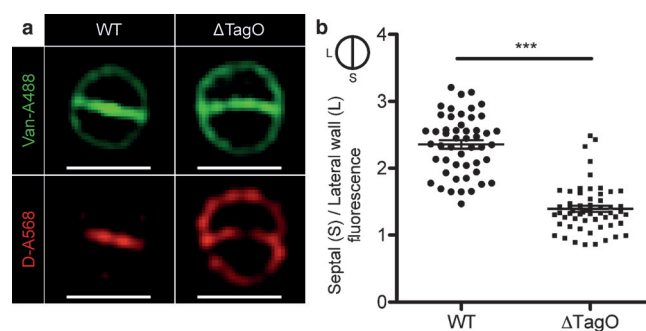 a
WT
ΔTagO
Van-A488
D-A568
b
L
S
***
Septal (S) / Lateral wall (L)
fluorescence
4
3
2
1
0
WT
ΔTagO